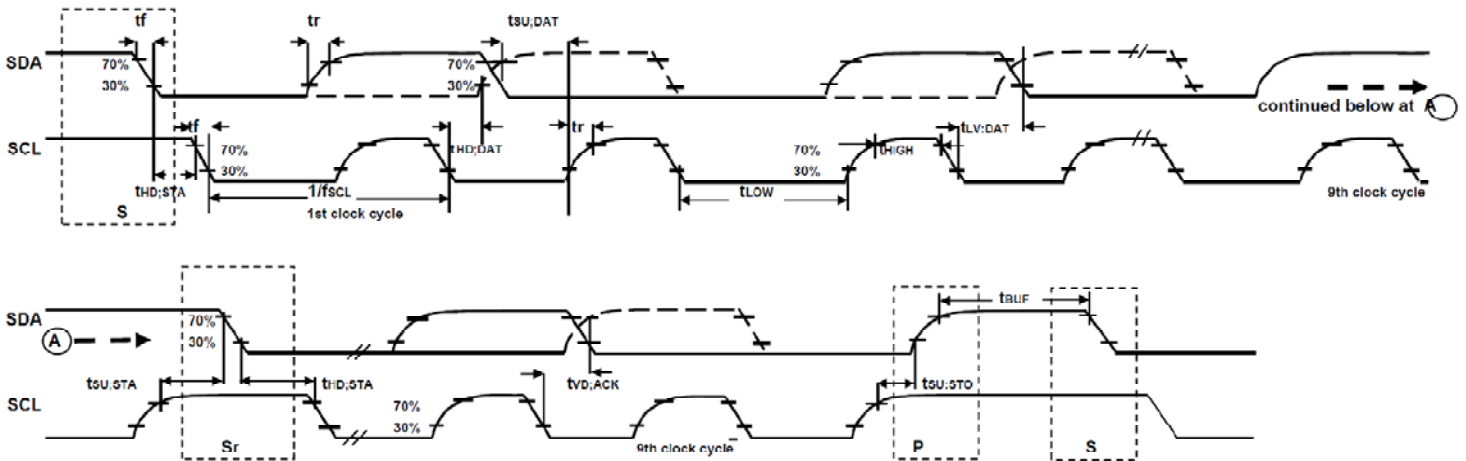 tf tr tSU;DAT
SDA 70% 70%
30% 30%
continued below at A
tf tr tLV:DAT
SCL 70% tHD;DAT 70% tHIGH
30% 30%
tHD;STA 1/fSCL tLOW
S 1st clock cycle 9th clock cycle
tBUF
SDA 70%
A 30%
tSU;STA tHD;STA tVD;ACK tSU;STO
SCL 70%
30%
Sr 9th clock cycle P S